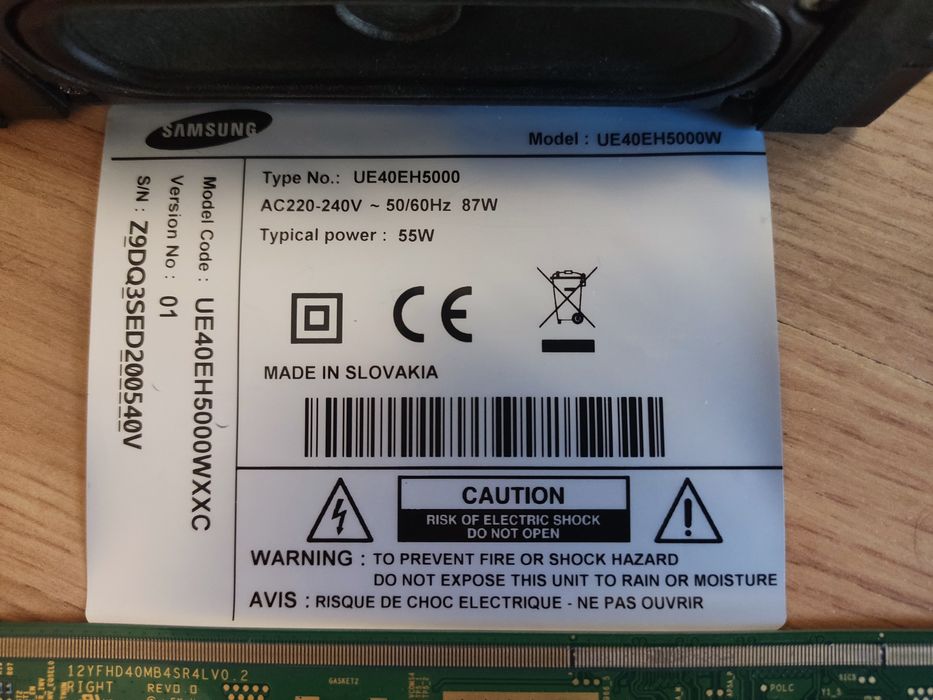 SAMSUNG
Model : UE40EH5000W
Type No.: UE40EH5000
AC220-240V ~ 50/60Hz 87W
Typical power : 55W
Model Code : UE40EH5000WXXC
Version No : 01
S/N : Z9DQ3SED200540V
CE
MADE IN SLOVAKIA
CAUTION
RISK OF ELECTRIC SHOCK
DO NOT OPEN
WARNING : TO PREVENT FIRE OR SHOCK HAZARD
DO NOT EXPOSE THIS UNIT TO RAIN OR MOISTURE
AVIS : RISQUE DE CHOC ELECTRIQUE - NE PAS OUVRIR
12YFHD40MB4SR4LV0.2
RIGHT REV0.0
GASKET2
POLC